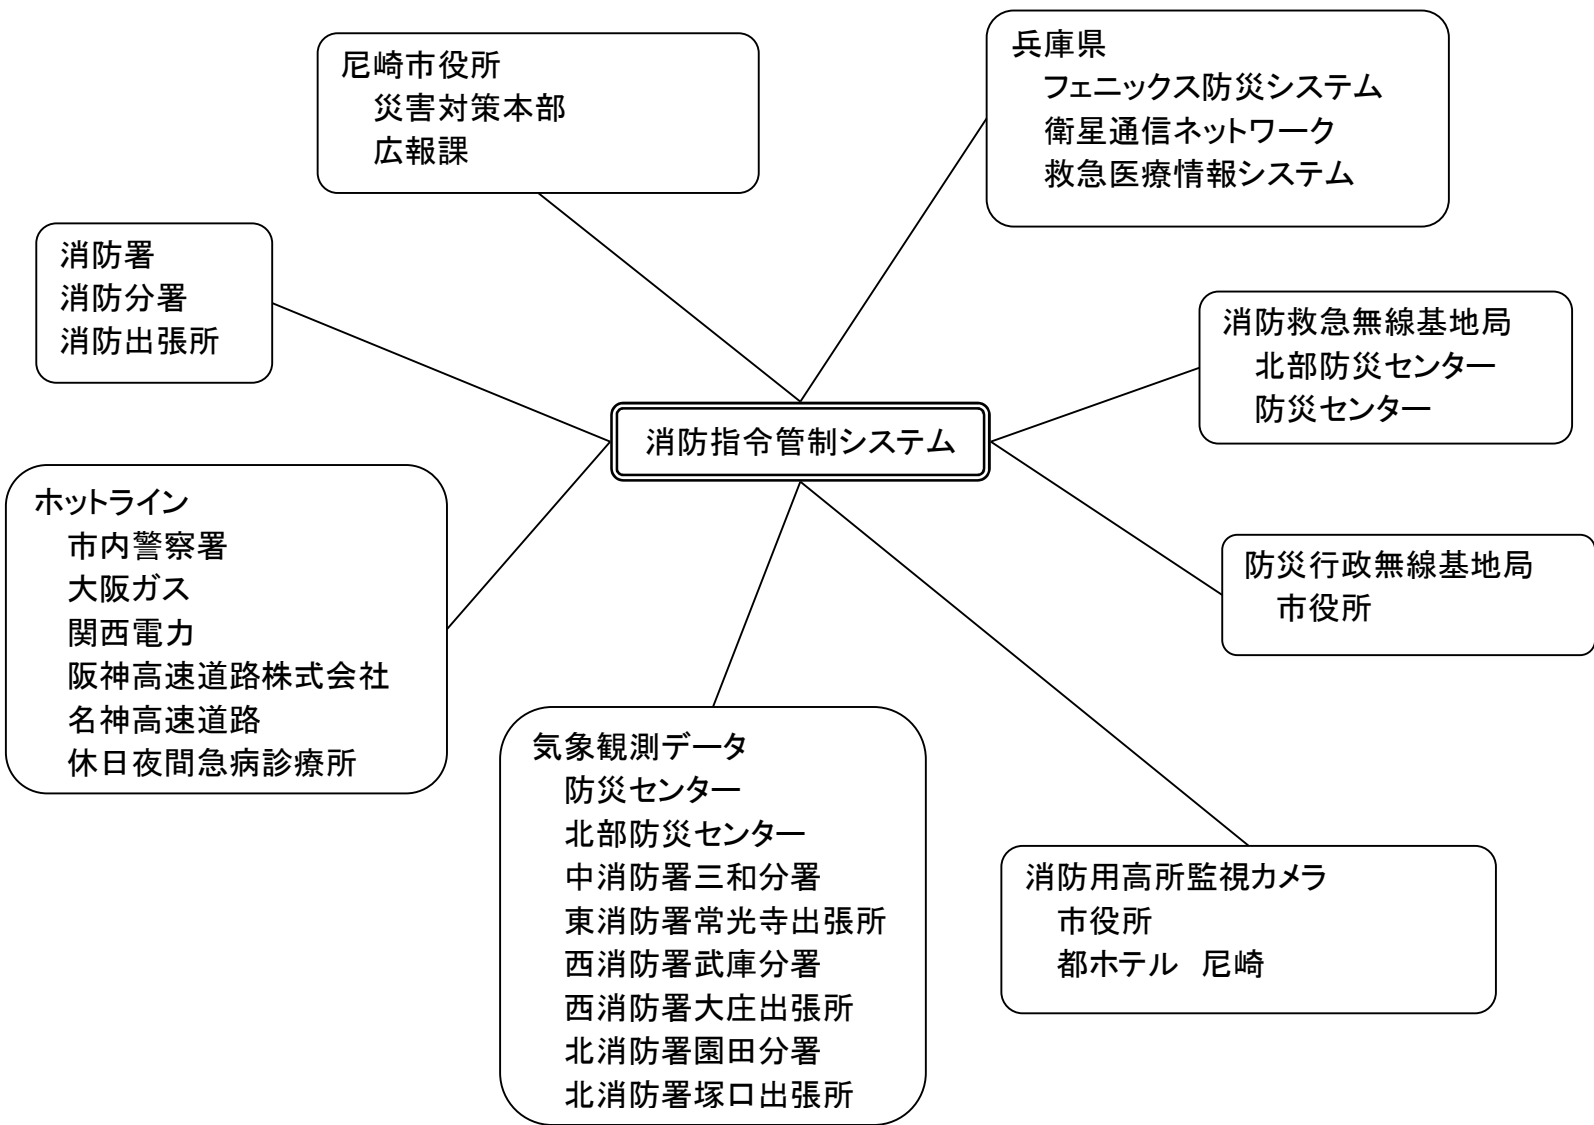 尼崎市役所
災害対策本部
広報課
兵庫県
フェニックス防災システム
衛星通信ネットワーク
救急医療情報システム
消防署
消防分署
消防出張所
消防救急無線基地局
北部防災センター
防災センター
消防指令管制システム
ホットライン
市内警察署
大阪ガス
関西電力
阪神高速道路株式会社
名神高速道路
休日夜間急病診療所
防災行政無線基地局
市役所
気象観測データ
防災センター
北部防災センター
中消防署三和分署
東消防署常光寺出張所
西消防署武庫分署
西消防署大庄出張所
北消防署園田分署
北消防署塚口出張所
消防用高所監視カメラ
市役所
都ホテル　尼崎